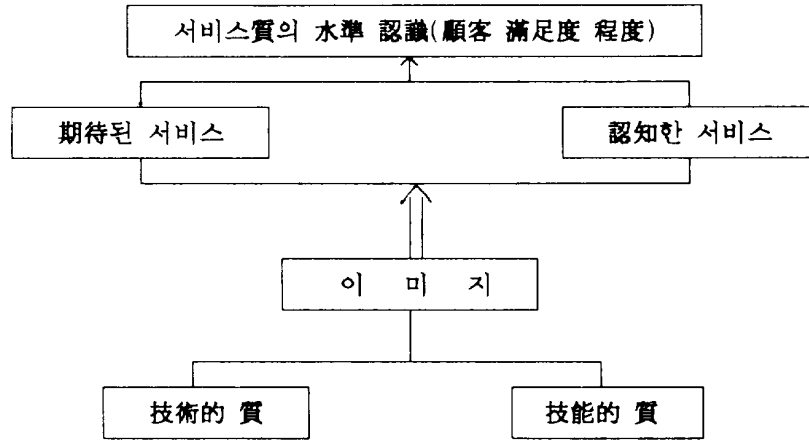 서비스質의 水準 認識(顧客 滿足度 程度)
期待된 서비스
認知한 서비스
이 미 지
技術的 質
技能的 質